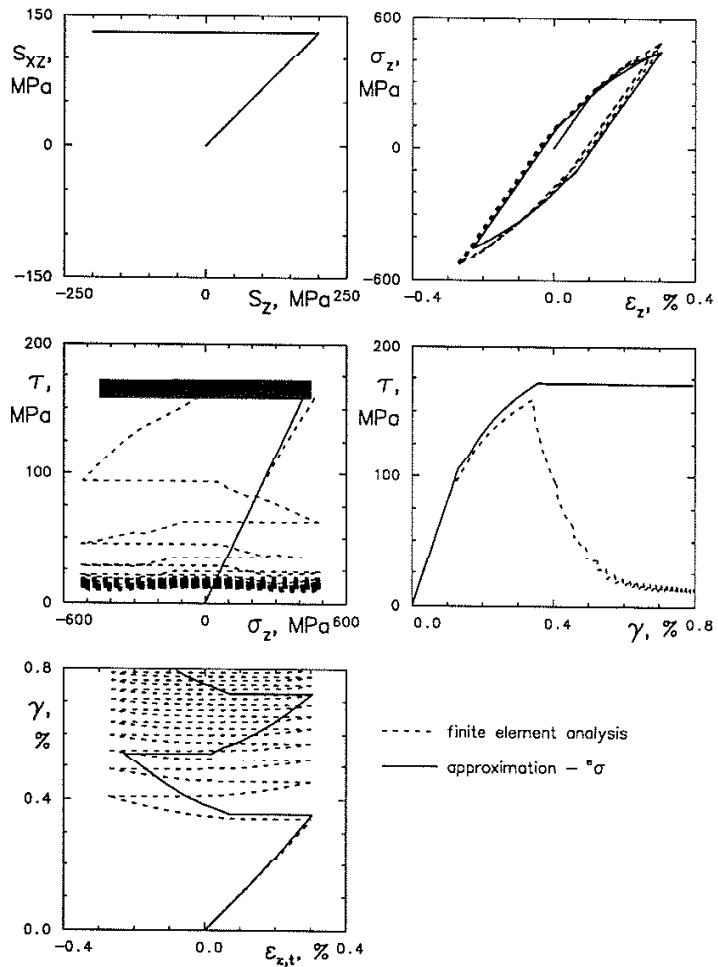 150
S_xz,
MPa
0
-150
-250 0 250
S_z, MPa
600
σ_z,
MPa
0
-600
-0.4 0.0 0.4
ε_z, %
200
τ,
MPa
100
0
-600 0 600
σ_z, MPa
200
τ,
MPa
100
0
0.0 0.4 0.8
γ, %
0.8
γ,
%
0.4
0.0
-0.4 0.0 0.4
ε_z,t, %
finite element analysis
approximation - "σ